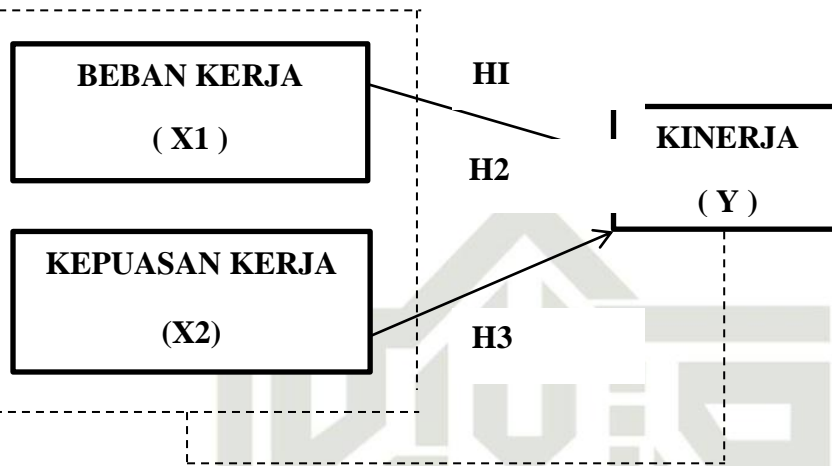 BEBAN KERJA
( X1 )
HI
KINERJA
( Y )
H2
KEPUASAN KERJA
(X2)
H3